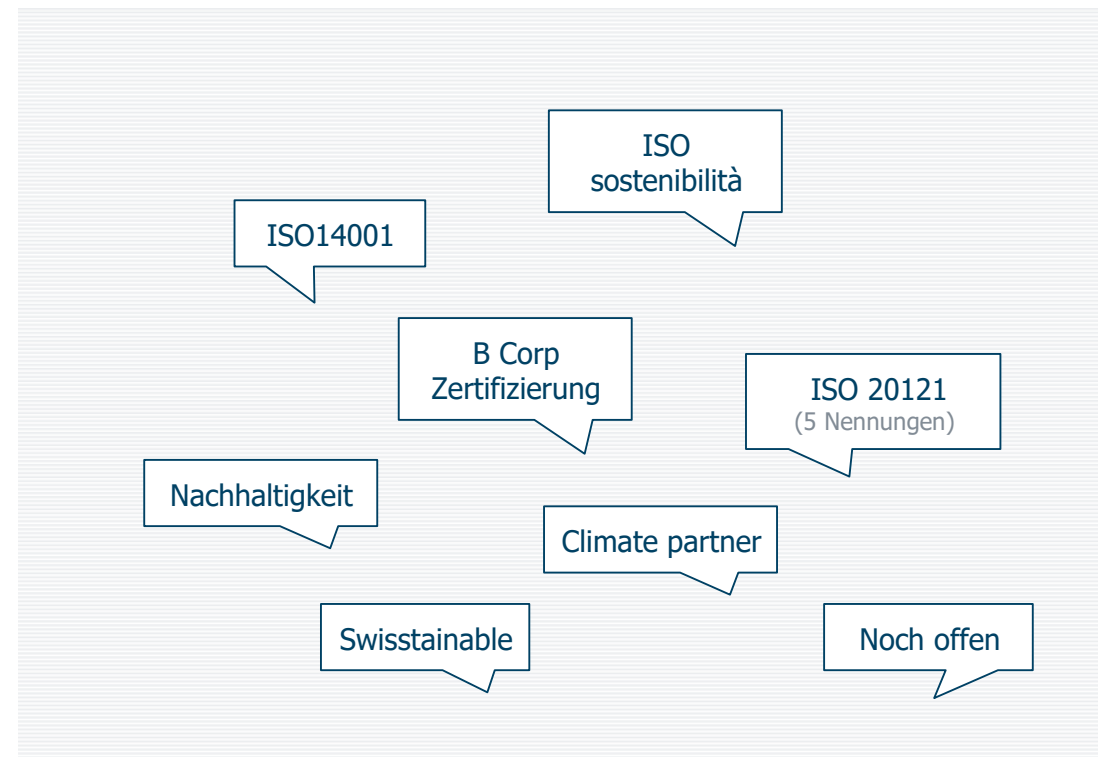 ISO
sostenibilità
ISO14001
B Corp
Zertifizierung
ISO 20121
(5 Nennungen)
Nachhaltigkeit
Climate partner
Swisstainable
Noch offen